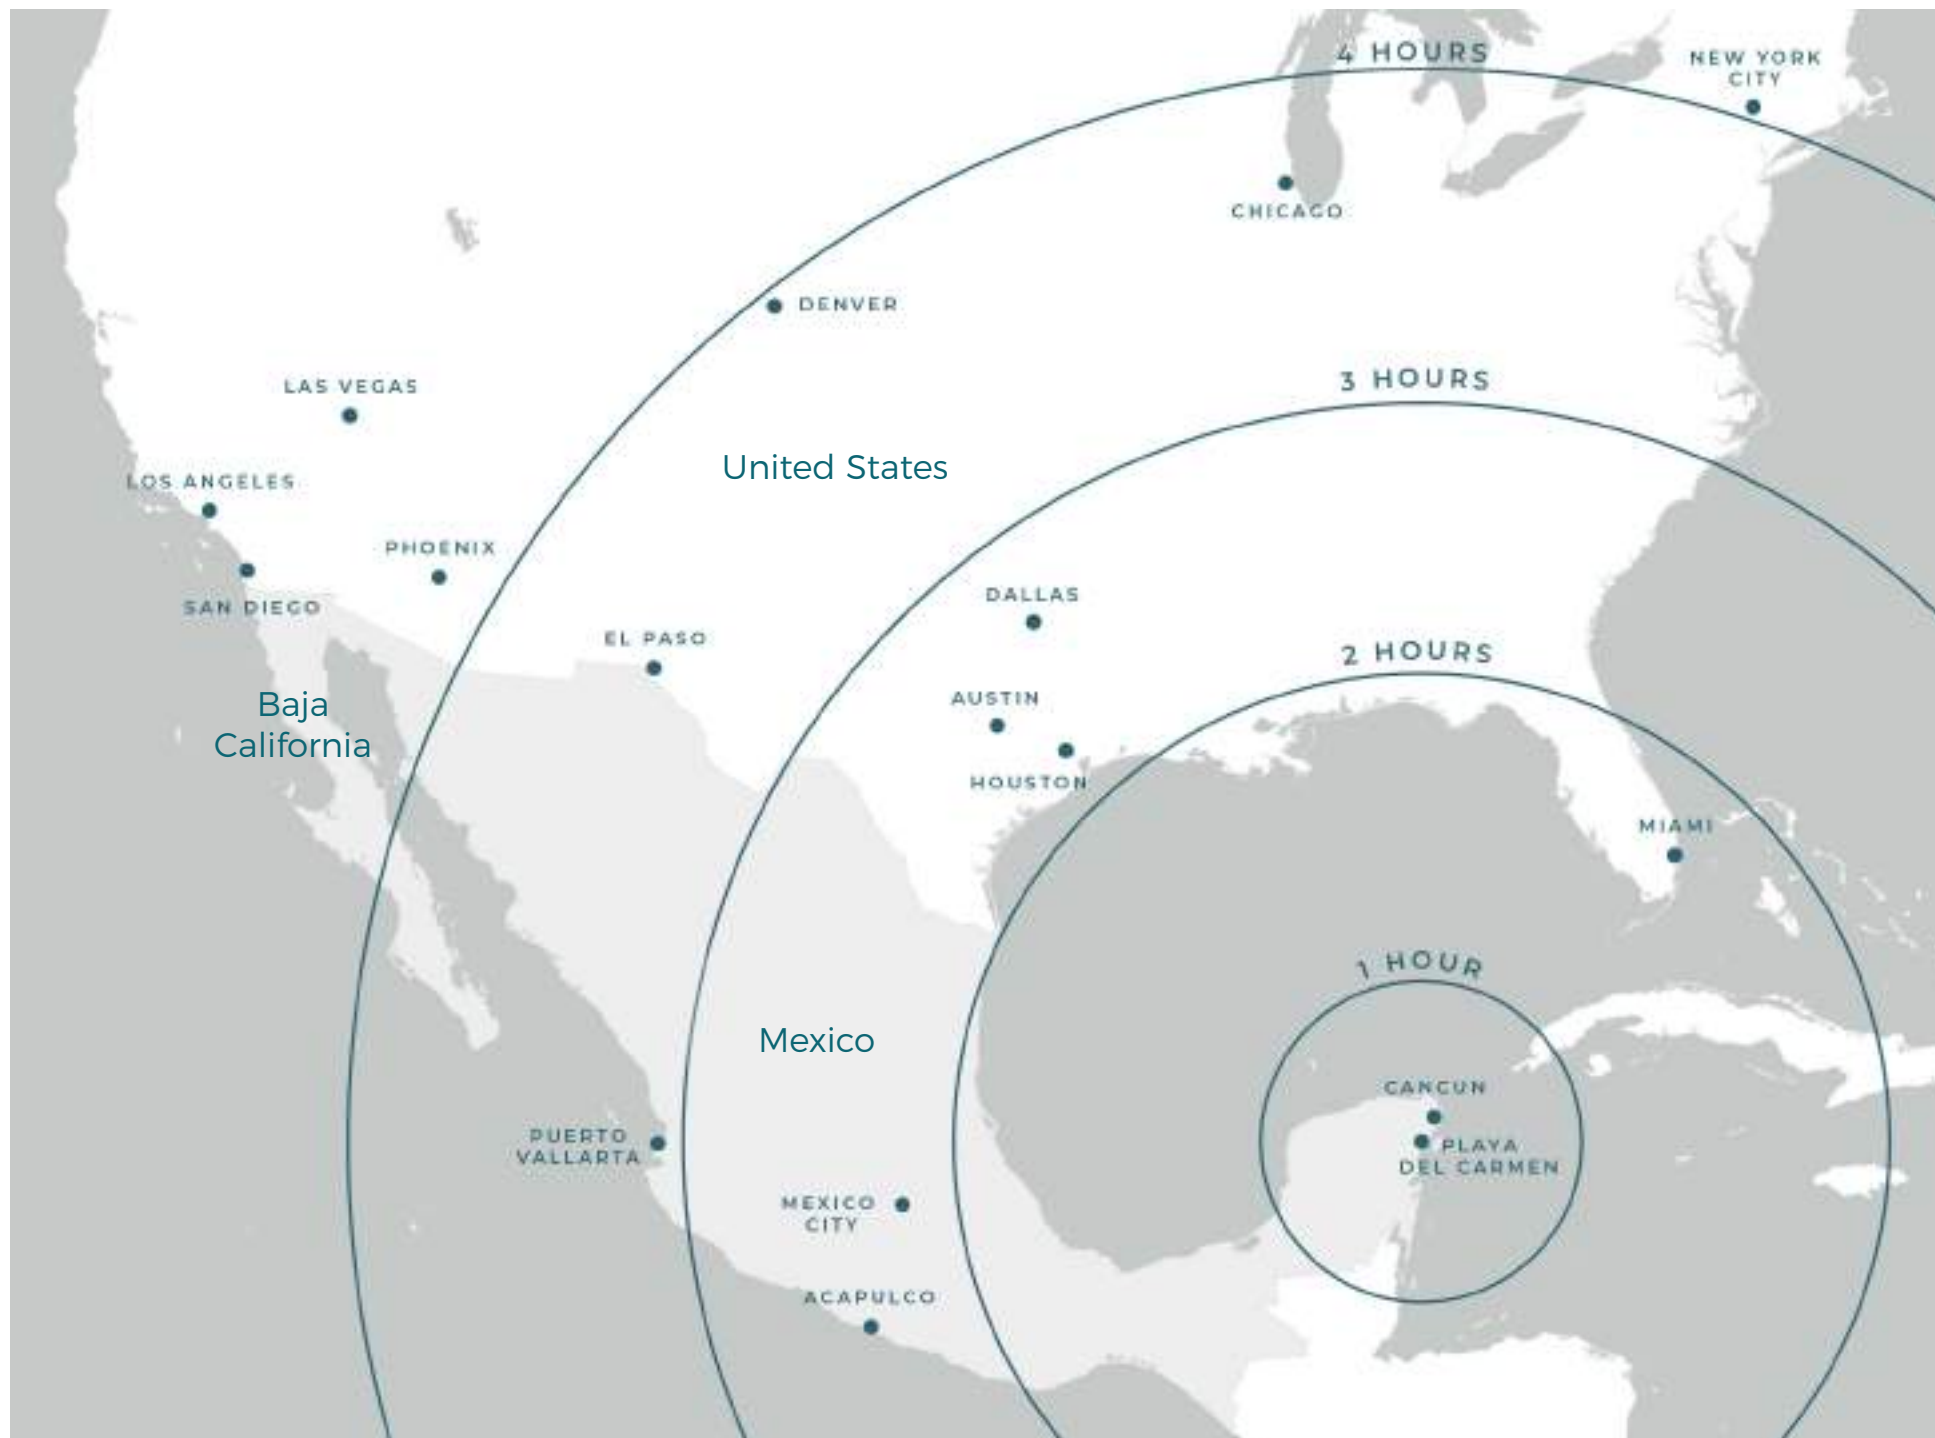 4 HOURS
NEW YORK
CITY
CHICAGO
DENVER
3 HOURS
LAS VEGAS
United States
LOS ANGELES
PHOENIX
DALLAS
SAN DIEGO
EL PASO
2 HOURS
AUSTIN
Baja
California
HOUSTON
MIAMI
1 HOUR
Mexico
CANCUN
PUERTO
VALLARTA
PLAYA
DEL CARMEN
MEXICO
CITY
ACAPULCO